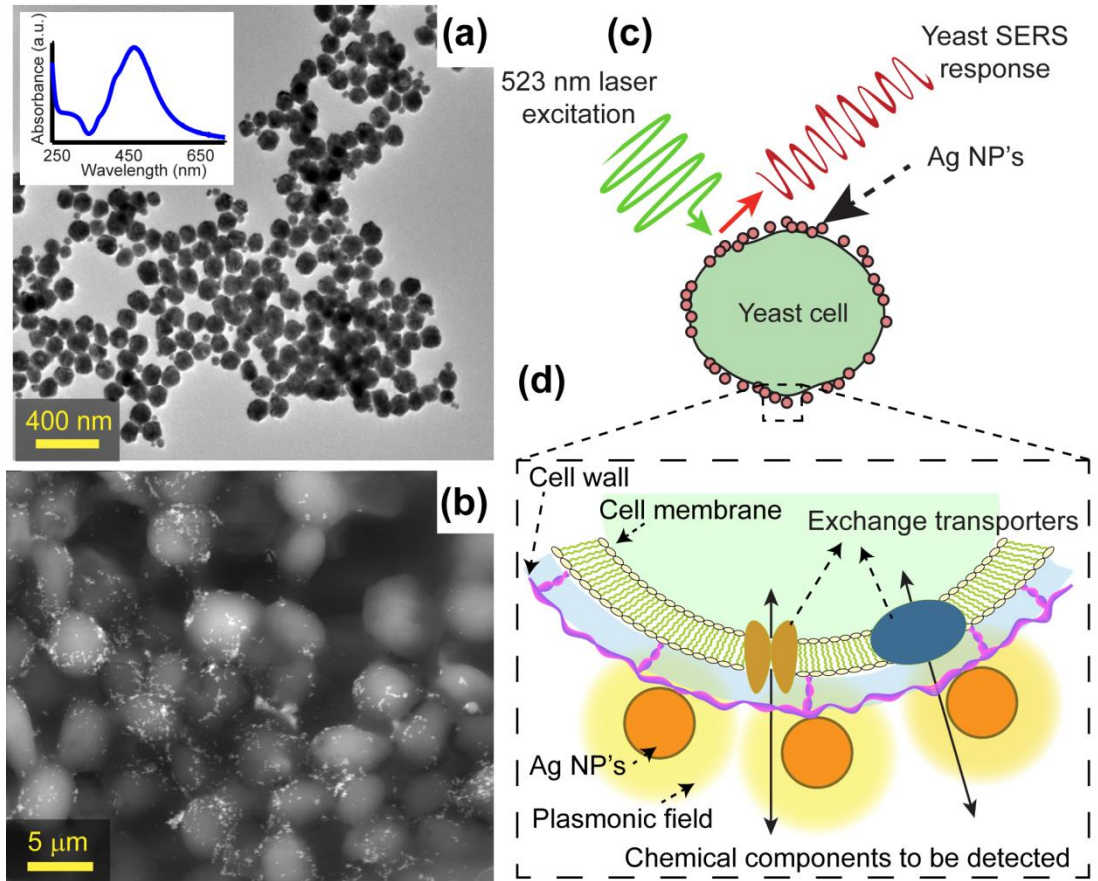 (a)
Absorbance (a.u.)
250 450 650
Wavelength (nm)
400 nm
(b)
5 μm
(c)
523 nm laser
excitation
Yeast SERS
response
Ag NP's
Yeast cell
(d)
Cell wall
Cell membrane
Exchange transporters
Ag NP's
Plasmonic field
Chemical components to be detected